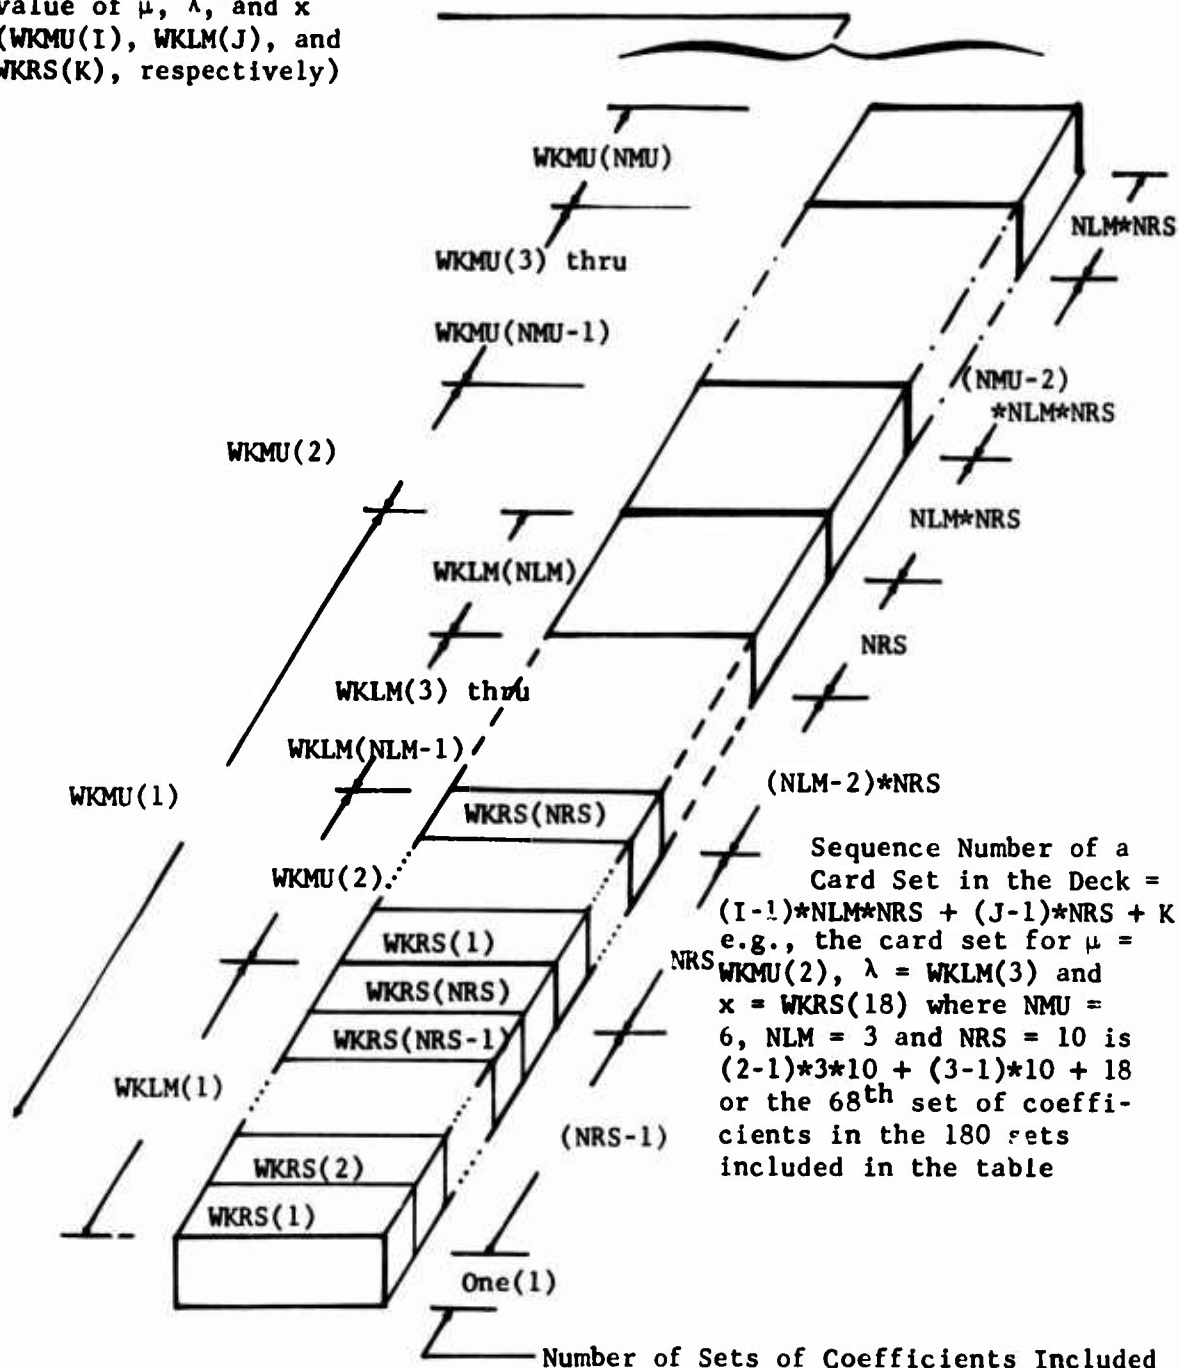 value of μ, λ, and x
(WKMU(I), WKLM(J), and
WKRS(K), respectively)
WKMU(NMU)
NLM*NRS
WKMU(3) thru
WKMU(NMU-1)
(NMU-2)
*NLM*NRS
WKMU(2)
NLM*NRS
WKLM(NLM)
NRS
WKLM(3) thru
WKLM(NLM-1)
(NLM-2)*NRS
WKMU(1)
WKRS(NRS)
WKMU(2)
WKRS(1)
NRS
WKRS(NRS)
WKRS(NRS-1)
WKLM(1)
(NRS-1)
WKRS(2)
WKRS(1)
One(1)
Sequence Number of a
Card Set in the Deck =
(I-1)*NLM*NRS + (J-1)*NRS + K
e.g., the card set for μ =
WKMU(2), λ = WKLM(3) and
x = WKRS(18) where NMU =
6, NLM = 3 and NRS = 10 is
(2-1)*3*10 + (3-1)*10 + 18
or the 68th set of coeffi-
cients in the 180 sets
included in the table
Number of Sets of Coefficients Included